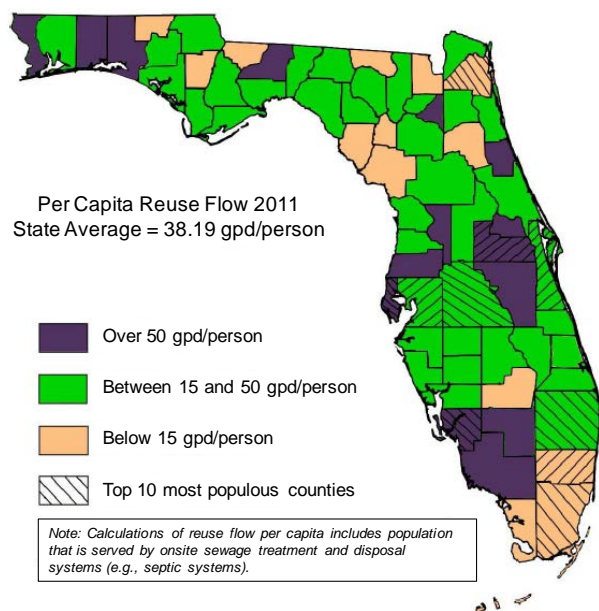 Per Capita Reuse Flow 2011
State Average = 38.19 gpd/person
Over 50 gpd/person
Between 15 and 50 gpd/person
Below 15 gpd/person
Top 10 most populous counties
Note: Calculations of reuse flow per capita includes population
that is served by onsite sewage treatment and disposal
systems (e.g., septic systems).